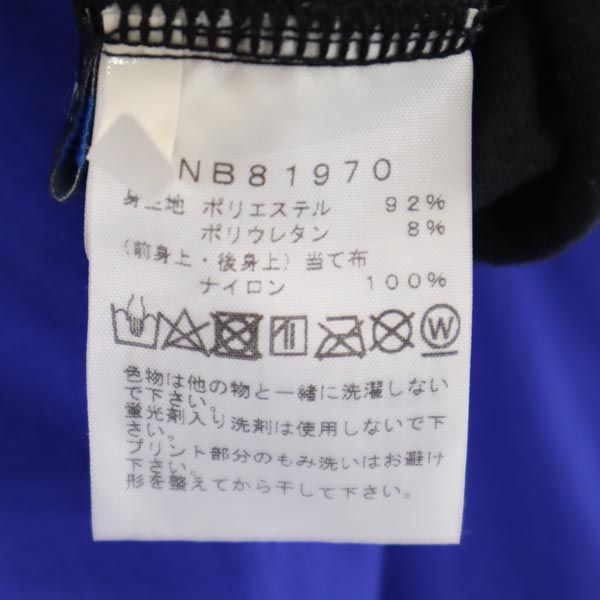 NB81970
身生地 ポリエステル 92%
ポリウレタン 8%
(前身上・後身上)当て布
ナイロン 100%
W
色物は他の物と一緒に洗濯しない
で下さい。
蛍光剤入り洗剤は使用しないで下
さい。
プリント部分のもみ洗いはお避け
下さい。
形を整えてから干して下さい。